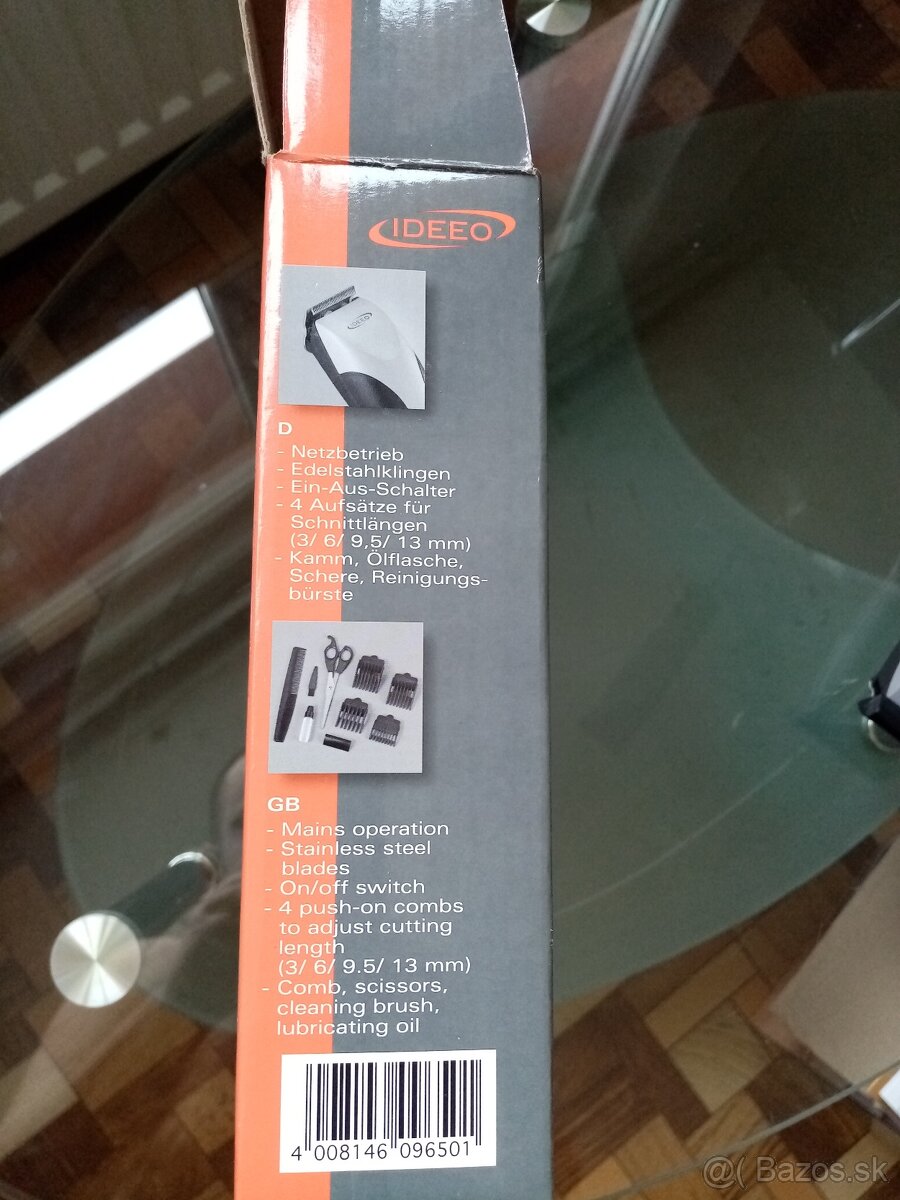 IDEEO
IDEEO
D
- Netzbetrieb
- Edelstahlklingen
- Ein-Aus-Schalter
- 4 Aufsätze für
Schnittlängen
(3/ 6/ 9,5/ 13 mm)
- Kamm, Ölflasche,
Schere, Reinigungs-
bürste
GB
- Mains operation
- Stainless steel
blades
- On/off switch
- 4 push-on combs
to adjust cutting
length
(3/ 6/ 9.5/ 13 mm)
- Comb, scissors,
cleaning brush,
lubricating oil
4 008146 096501
@( Bazos.sk